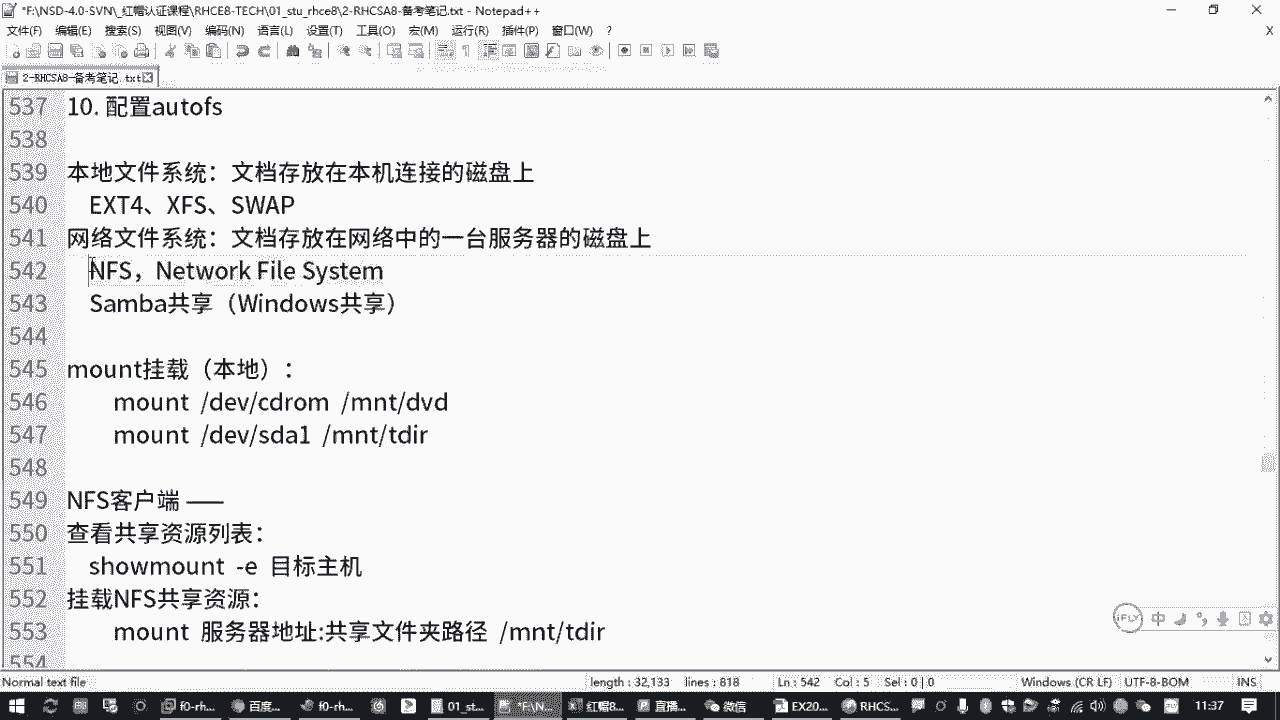 *F:\NSD-4.0-SVN\_红帽认证课程\RHCE8-TECH\01_stu_rhce8\2-RHCSA8-备考笔记.txt - Notepad++
文件(F) 编辑(E) 搜索(S) 视图(V) 编码(N) 语言(L) 设置(T) 工具(O) 宏(M) 运行(R) 插件(P) 窗口(W) ? X
2-RHCSA8-备考笔记.txt
537 10. 配置autofs
538
539 本地文件系统：文档存放在本机连接的磁盘上
540 EXT4、XFS、SWAP
541 网络文件系统：文档存放在网络中的一台服务器的磁盘上
542 NFS，Network File System
543 Samba共享（Windows共享）
544
545 mount挂载（本地）：
546 mount /dev/cdrom /mnt/dvd
547 mount /dev/sda1 /mnt/tdir
548
549 NFS客户端 ——
550 查看共享资源列表：
551 showmount -e 目标主机
552 挂载NFS共享资源：
553 mount 服务器地址:共享文件夹路径 /mnt/tdir
554
iFLY 中
Normal text file length : 32,133 lines : 818 Ln : 542 Col : 5 Sel : 0 | 0 Windows (CR LF) UTF-8-BOM INS
f0-rh... 百度... f0-rh... 01_st... *F:\N... 红帽8... 直播... 微信 EX20... RHCS... 11:37